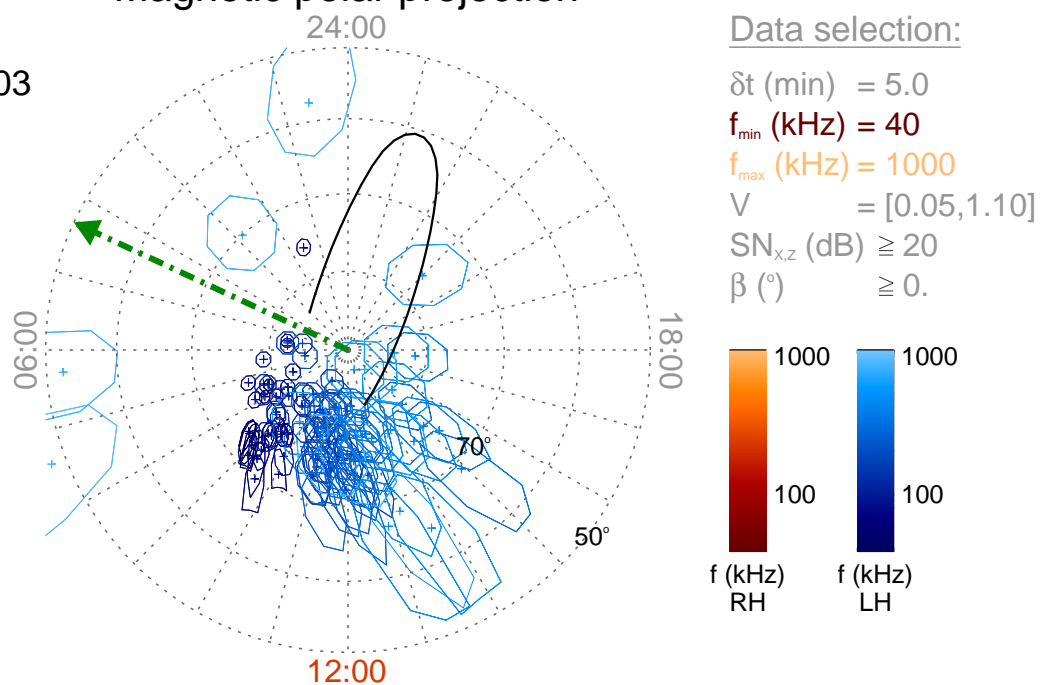 24:00
03
06:00
18:00
70°
50°
12:00
Data selection:
δt (min) = 5.0
fmin (kHz) = 40
fmax (kHz) = 1000
V = [0.05,1.10]
SNX,Z (dB) ≧ 20
β (°) ≧ 0.
1000
1000
100
100
f (kHz)
f (kHz)
RH
LH